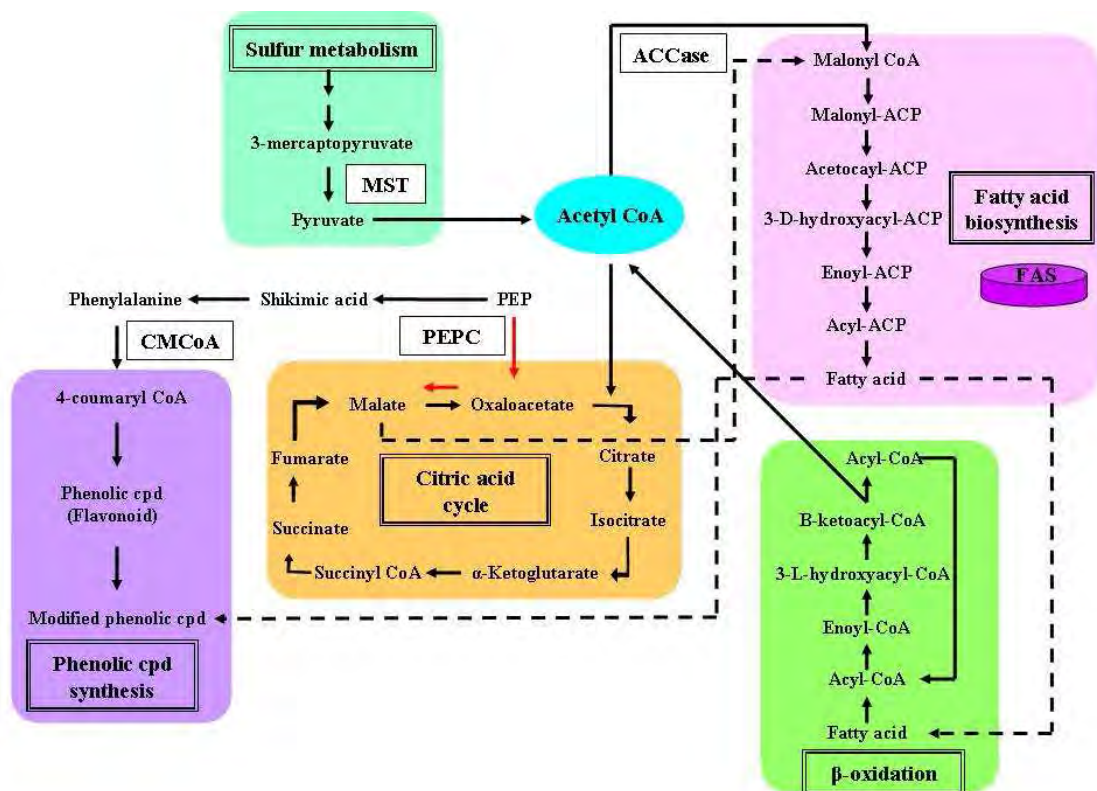 Sulfur metabolism
3-mercaptopyruvate
MST
Pyruvate
Acetyl CoA
ACCase
Malonyl CoA
Malonyl-ACP
Acetocayl-ACP
3-D-hydroxyacyl-ACP
Enoyl-ACP
Acyl-ACP
Fatty acid
Fatty acid
biosynthesis
FAS
Phenylalanine
Shikimic acid
PEP
CMCoA
PEPC
4-coumaryl CoA
Phenolic cpd
(Flavonoid)
Modified phenolic cpd
Phenolic cpd
synthesis
Malate
Oxaloacetate
Fumarate
Citrate
Citric acid
cycle
Succinate
Isocitrate
Succinyl CoA
α-Ketoglutarate
Acyl-CoA
B-ketoacyl-CoA
3-L-hydroxyacyl-CoA
Enoyl-CoA
Acyl-CoA
Fatty acid
β-oxidation